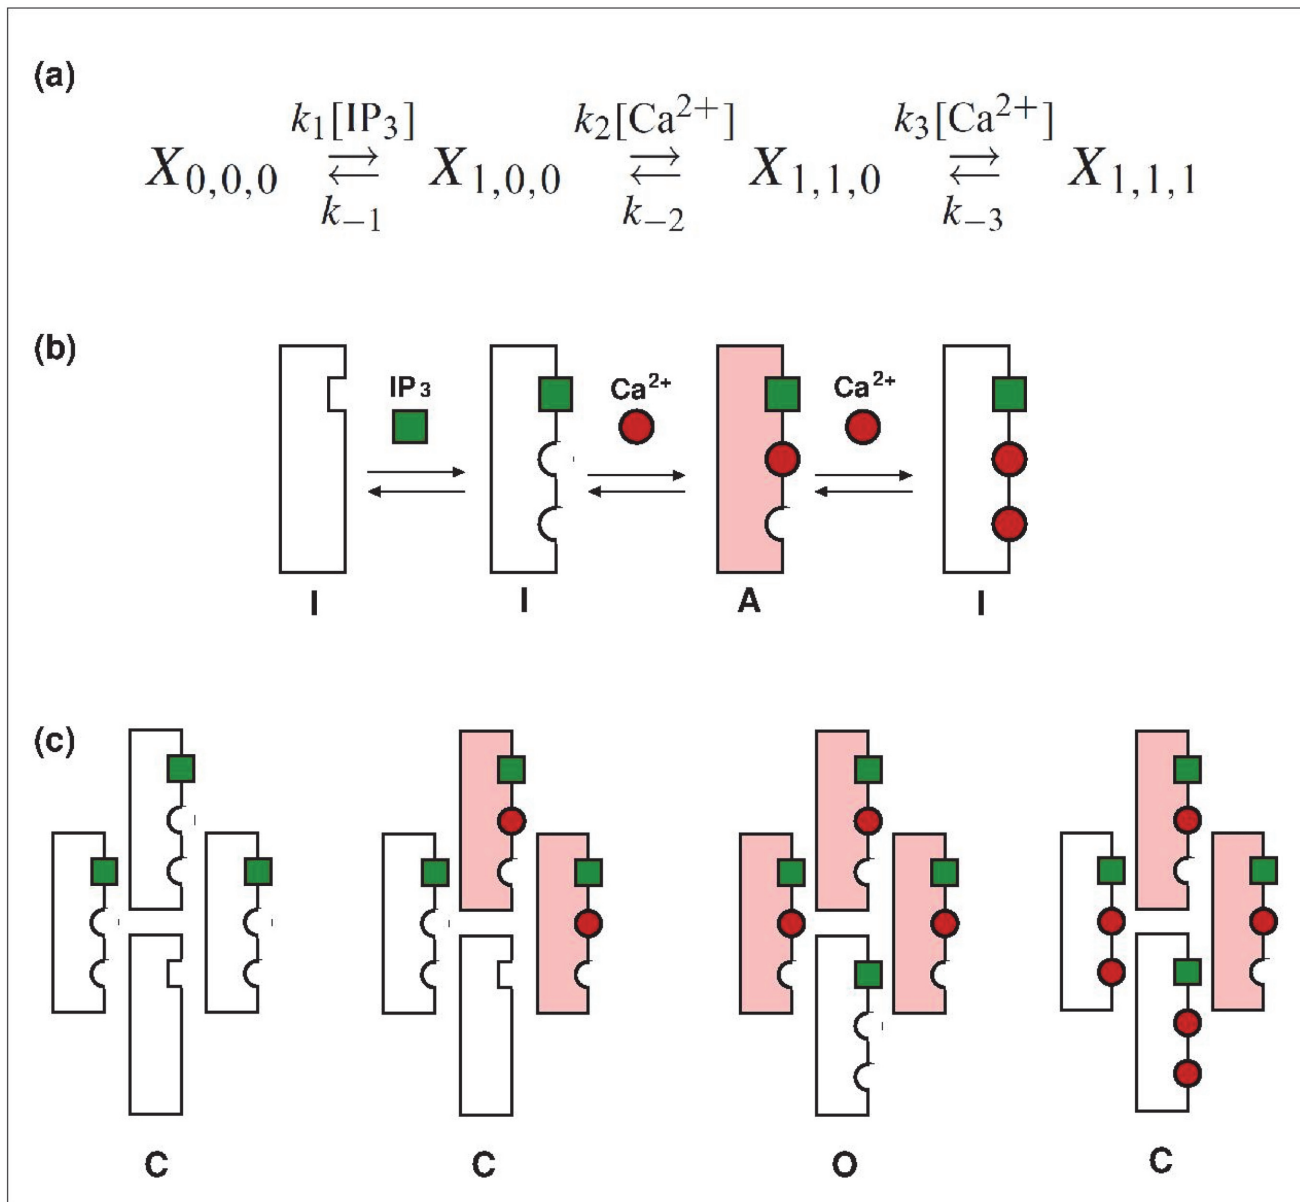 (a)
k₁[IP₃] k₂[Ca²⁺] k₃[Ca²⁺]
X₀,₀,₀ ⇌ X₁,₀,₀ ⇌ X₁,₁,₀ ⇌ X₁,₁,₁
k₋₁ k₋₂ k₋₃
(b)
IP₃ Ca²⁺ Ca²⁺
I I A I
(c)
C C O C